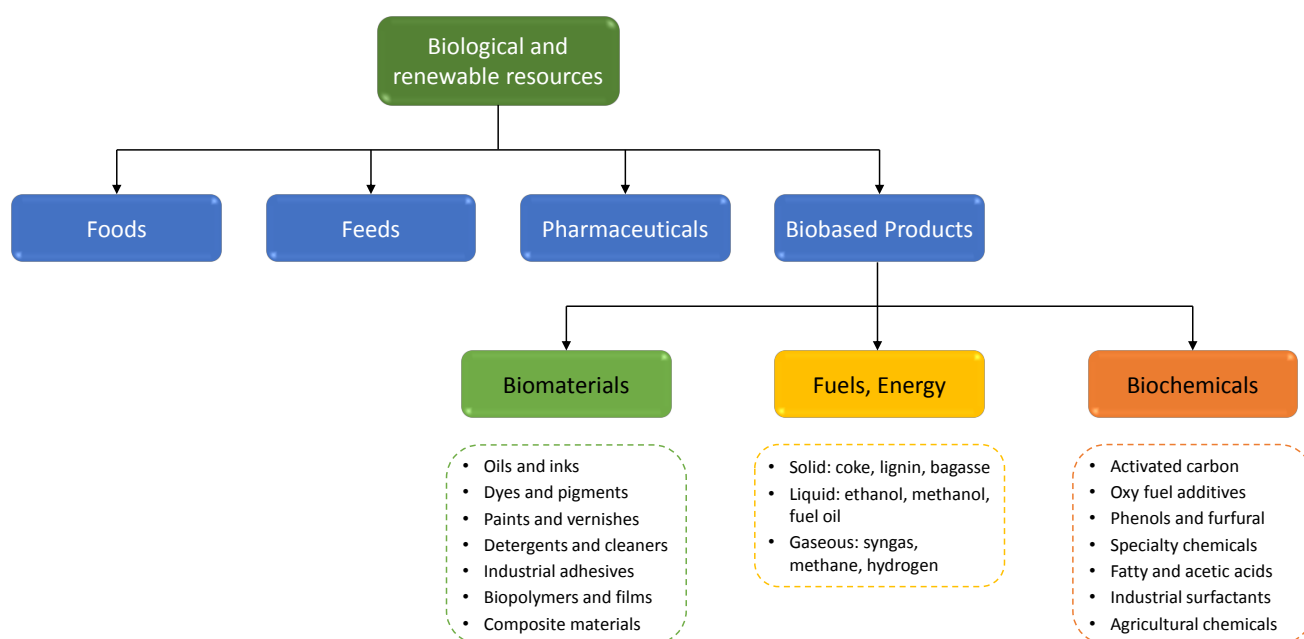 Biological and
renewable resources
Foods
Feeds
Pharmaceuticals
Biobased Products
Biomaterials
Fuels, Energy
Biochemicals
• Oils and inks
• Dyes and pigments
• Paints and vernishes
• Detergents and cleaners
• Industrial adhesives
• Biopolymers and films
• Composite materials
• Solid: coke, lignin, bagasse
• Liquid: ethanol, methanol,
fuel oil
• Gaseous: syngas,
methane, hydrogen
• Activated carbon
• Oxy fuel additives
• Phenols and furfural
• Specialty chemicals
• Fatty and acetic acids
• Industrial surfactants
• Agricultural chemicals